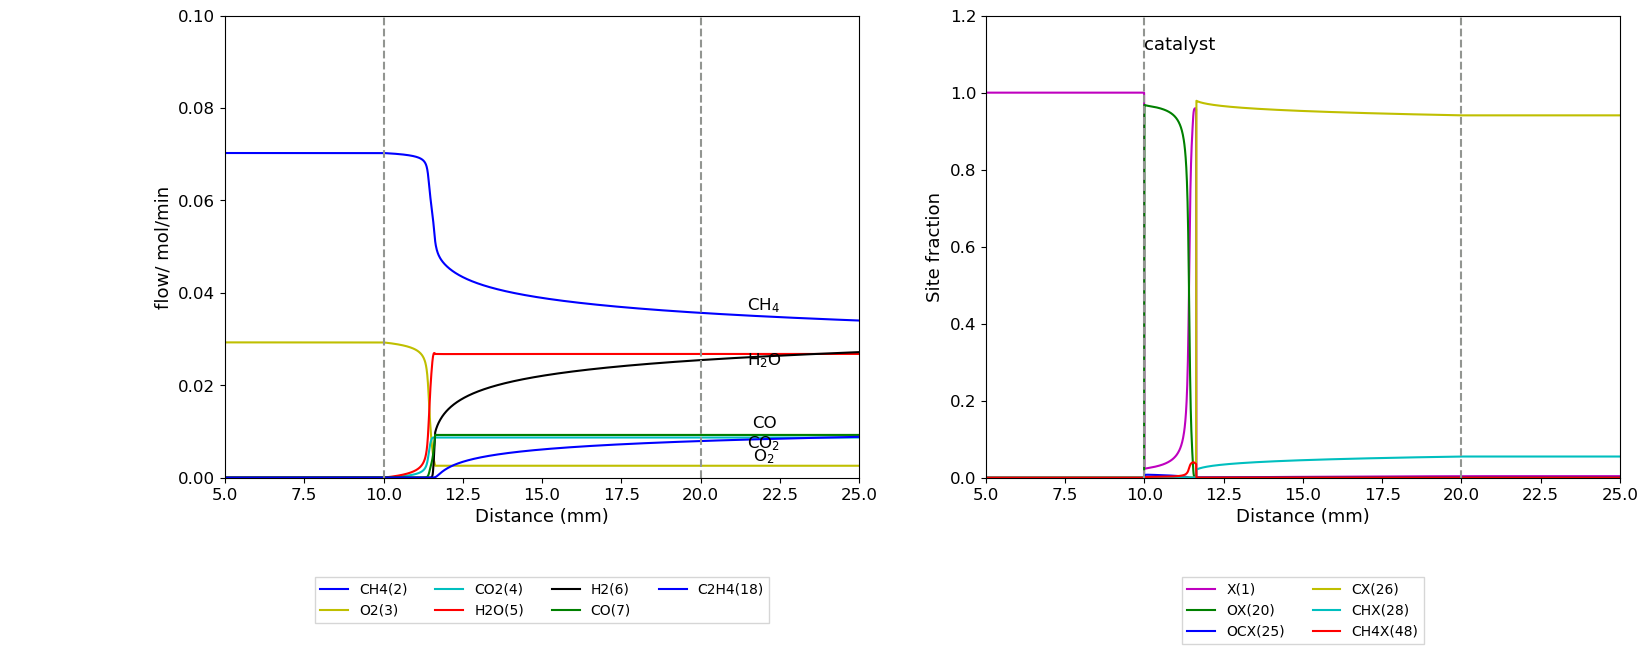 0.10
0.08
0.06
0.04
0.02
0.00
flow/ mol/min
CH₄
H₂O
CO
CO₂
O₂
5.0 7.5 10.0 12.5 15.0 17.5 20.0 22.5 25.0
Distance (mm)
CH4(2) CO2(4) H2(6) C2H4(18)
O2(3) H2O(5) CO(7)
1.2
1.0
0.8
0.6
0.4
0.2
0.0
Site fraction
catalyst
5.0 7.5 10.0 12.5 15.0 17.5 20.0 22.5 25.0
Distance (mm)
X(1) CX(26)
OX(20) CHX(28)
OCX(25) CH4X(48)